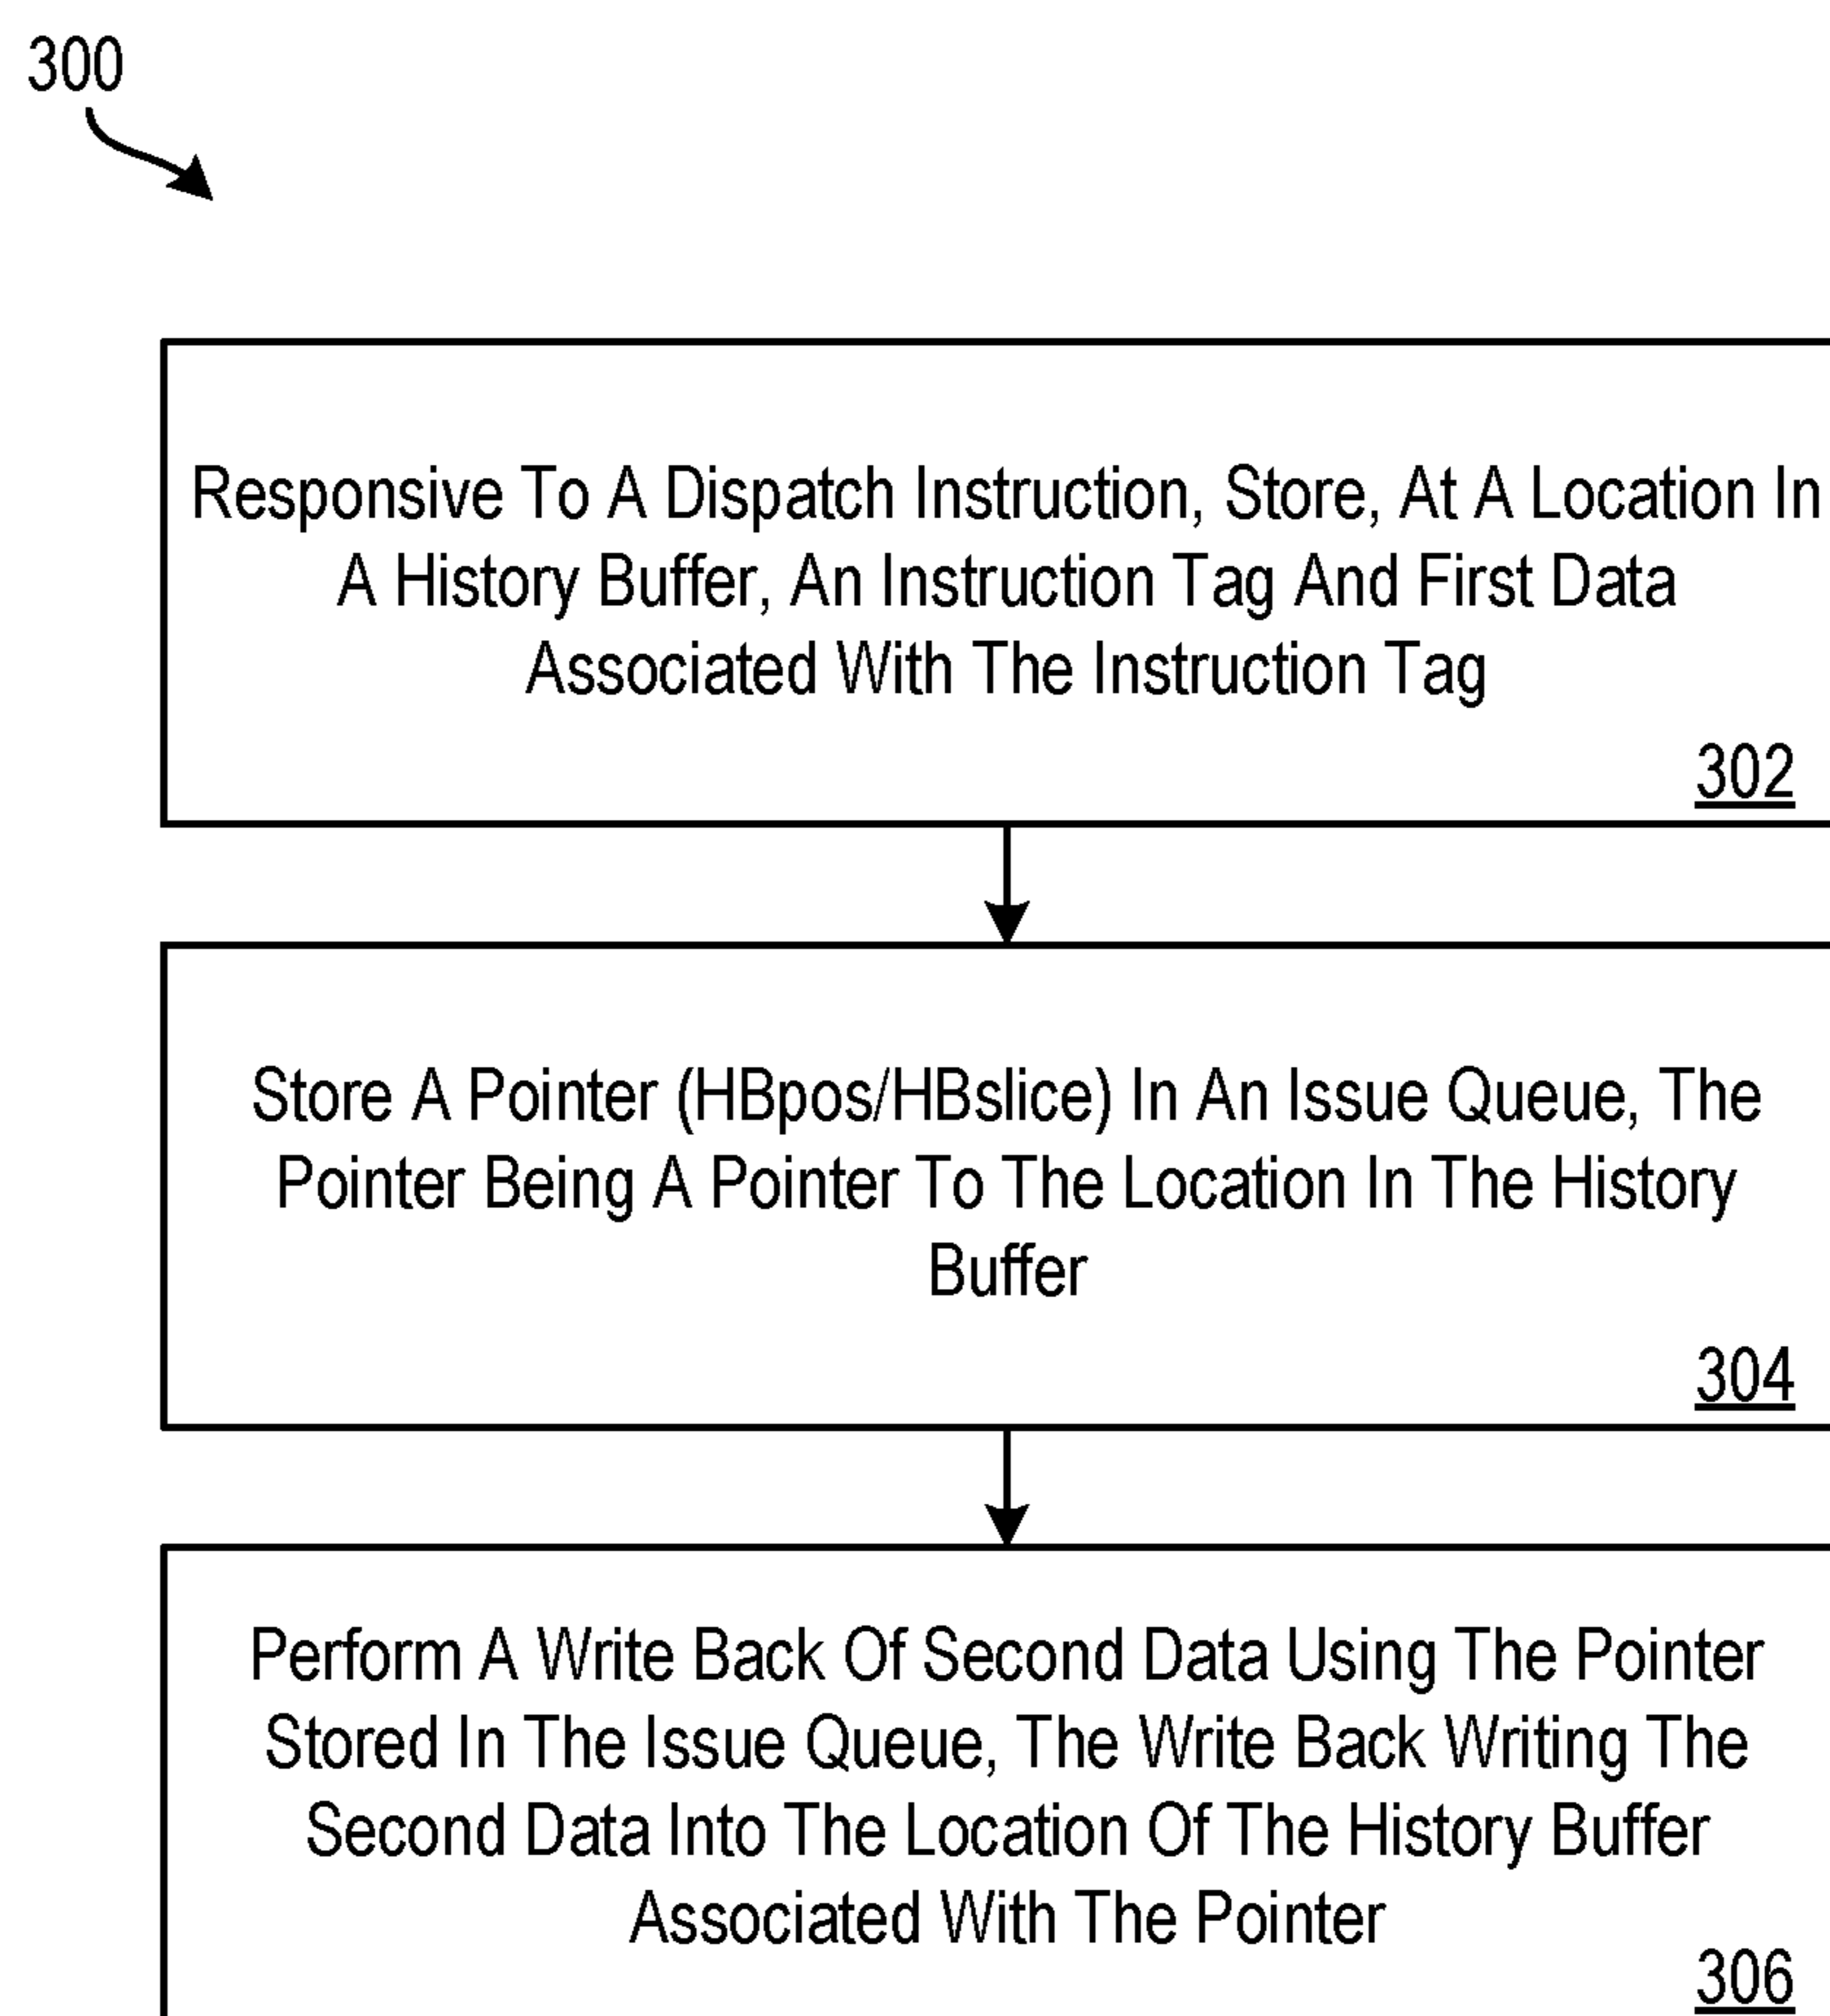 300
Responsive To A Dispatch Instruction, Store, At A Location In
A History Buffer, An Instruction Tag And First Data
Associated With The Instruction Tag
302
Store A Pointer (HBpos/HBslice) In An Issue Queue, The
Pointer Being A Pointer To The Location In The History
Buffer
304
Perform A Write Back Of Second Data Using The Pointer
Stored In The Issue Queue, The Write Back Writing The
Second Data Into The Location Of The History Buffer
Associated With The Pointer
306